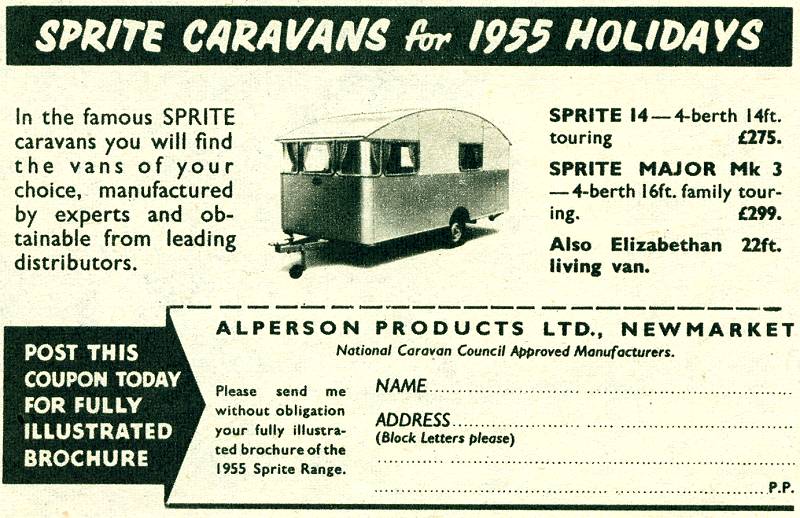 SPRITE CARAVANS for 1955 HOLIDAYS
In the famous SPRITE
caravans you will find
the vans of your
choice, manufactured
by experts and ob-
tainable from leading
distributors.
SPRITE 14 — 4-berth 14ft.
touring £275.
SPRITE MAJOR Mk 3
— 4-berth 16ft. family tour-
ing. £299.
Also Elizabethan 22ft.
living van.
POST THIS
COUPON TODAY
FOR FULLY
ILLUSTRATED
BROCHURE
ALPERSON PRODUCTS LTD., NEWMARKET
National Caravan Council Approved Manufacturers.
Please send me
without obligation
your fully illustra-
ted brochure of the
1955 Sprite Range.
NAME
ADDRESS
(Block Letters please)
P.P.